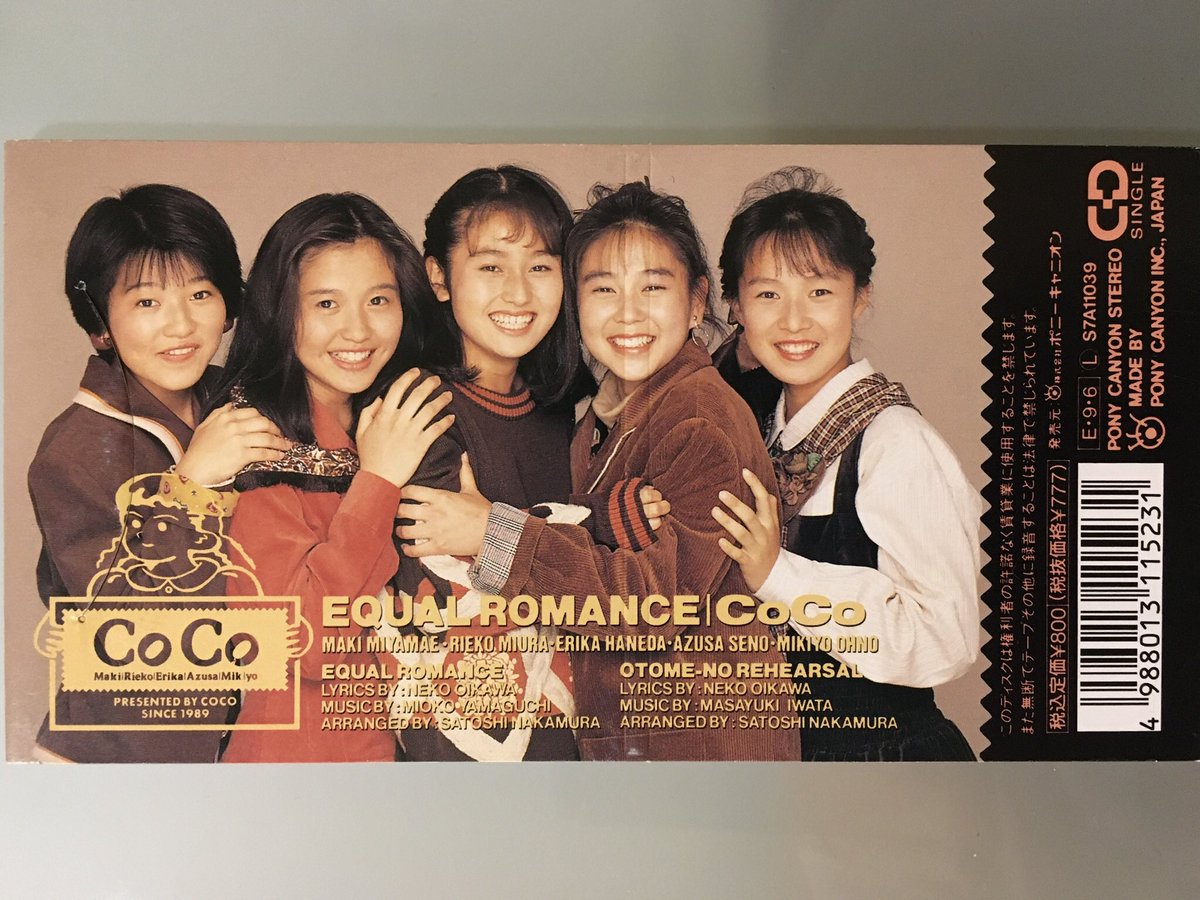 CoCo
Maki|Rieko|Erika|Azusa|Mikiyo
PRESENTED BY COCO
SINCE 1989
EQUAL ROMANCE|CoCo
MAKI MIYAMAE・RIEKO MIURA・ERIKA HANEDA・AZUSA SENO・MIKIYO OHNO
EQUAL ROMANCE
LYRICS BY : NEKO OIKAWA
MUSIC BY : MIOKO YAMAGUCHI
ARRANGED BY : SATOSHI NAKAMURA
OTOME-NO REHEARSAL
LYRICS BY : NEKO OIKAWA
MUSIC BY : MASAYUKI IWATA
ARRANGED BY : SATOSHI NAKAMURA
このディスクは権利者の許諾なく賃貸業に使用することを禁じます。
また無断でテープその他に録音することは法律で禁じられています。
税込定価¥800(税抜価格¥777)
発売元 株式会社ポニーキャニオン
E・9・6 L S7A11039
PONY CANYON STEREO
MADE BY
PONY CANYON INC., JAPAN
CD
SINGLE
4 988013 115231